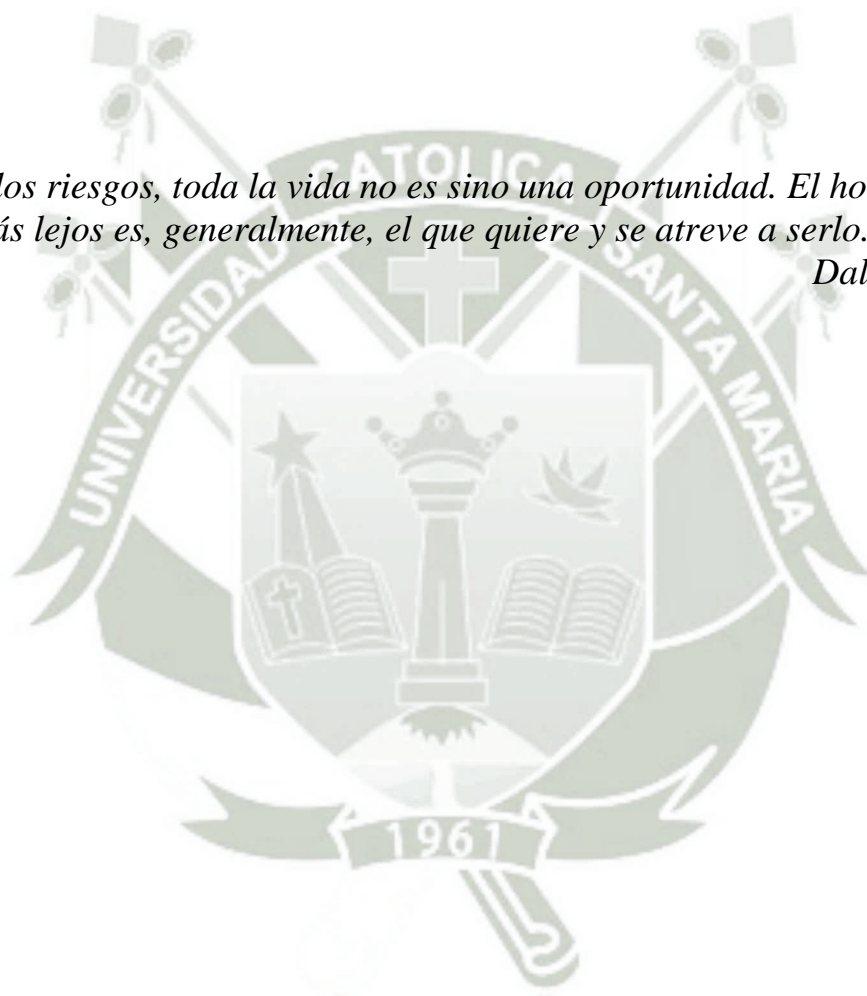 los riesgos, toda la vida no es sino una oportunidad. El ho
ás lejos es, generalmente, el que quiere y se atreve a serlo.
Dal
UNIVERSIDAD CATOLICA SANTA MARIA
1961